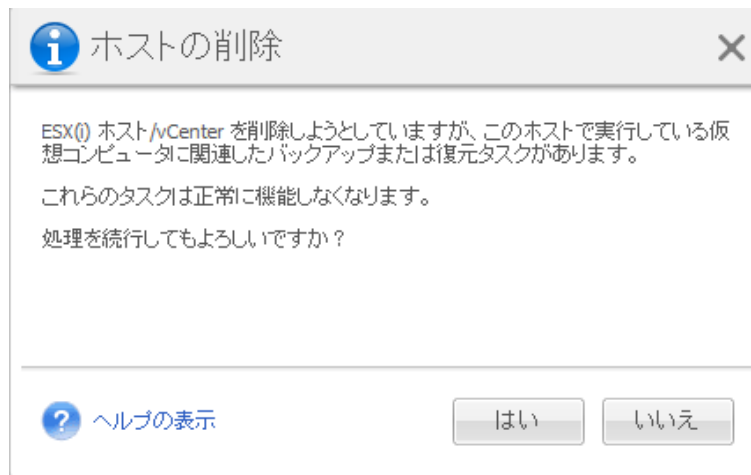 ホストの削除
ESX(i) ホスト/vCenter を削除しようとしていますが、このホストで実行している仮
想コンピュータに関連したバックアップまたは復元タスクがあります。
これらのタスクは正常に機能しなくなります。
処理を続行してもよろしいですか？
ヘルプの表示
はい
いいえ